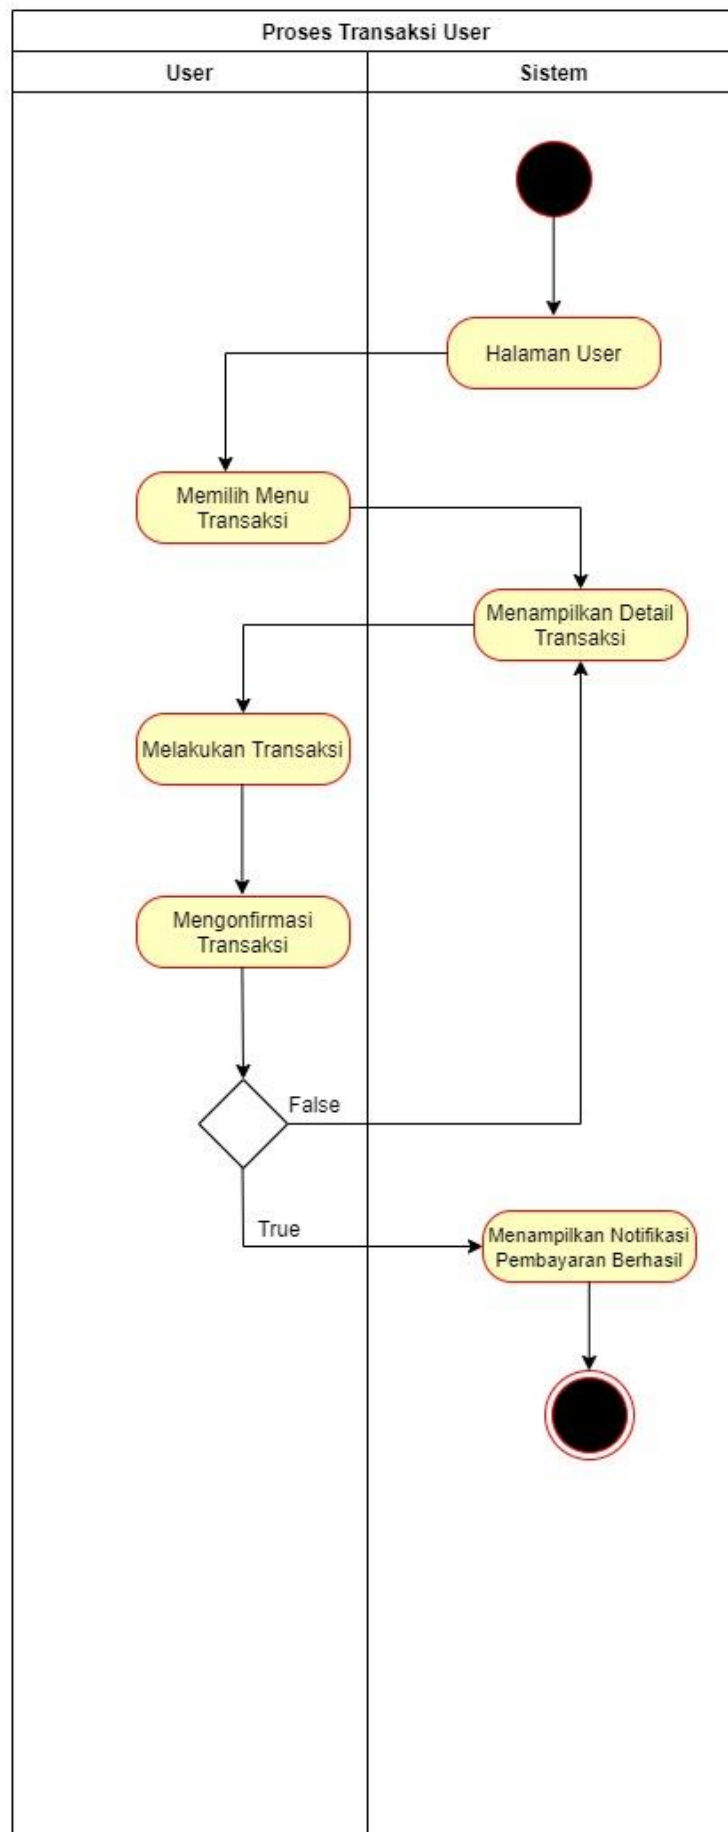 Proses Transaksi User
User
Sistem
Halaman User
Memilih Menu
Transaksi
Menampilkan Detail
Transaksi
Melakukan Transaksi
Mengonfirmasi
Transaksi
False
True
Menampilkan Notifikasi
Pembayaran Berhasil